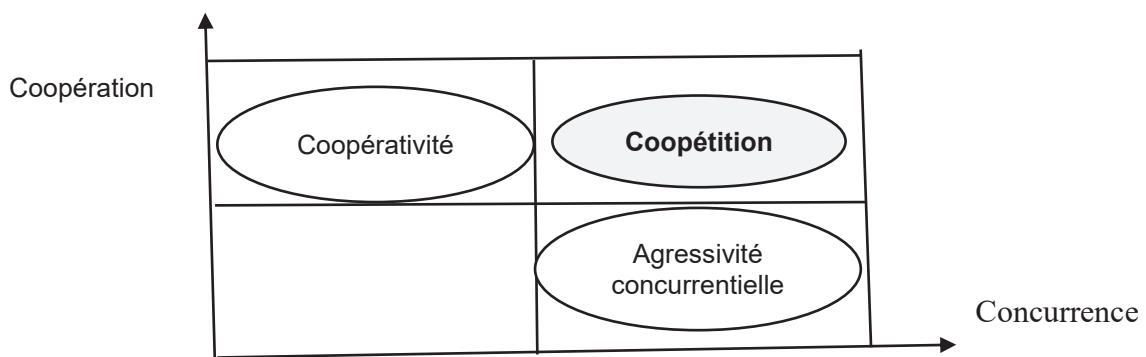 Coopération
Coopérativité
Coopétition
Agressivité
concurrentielle
Concurrence